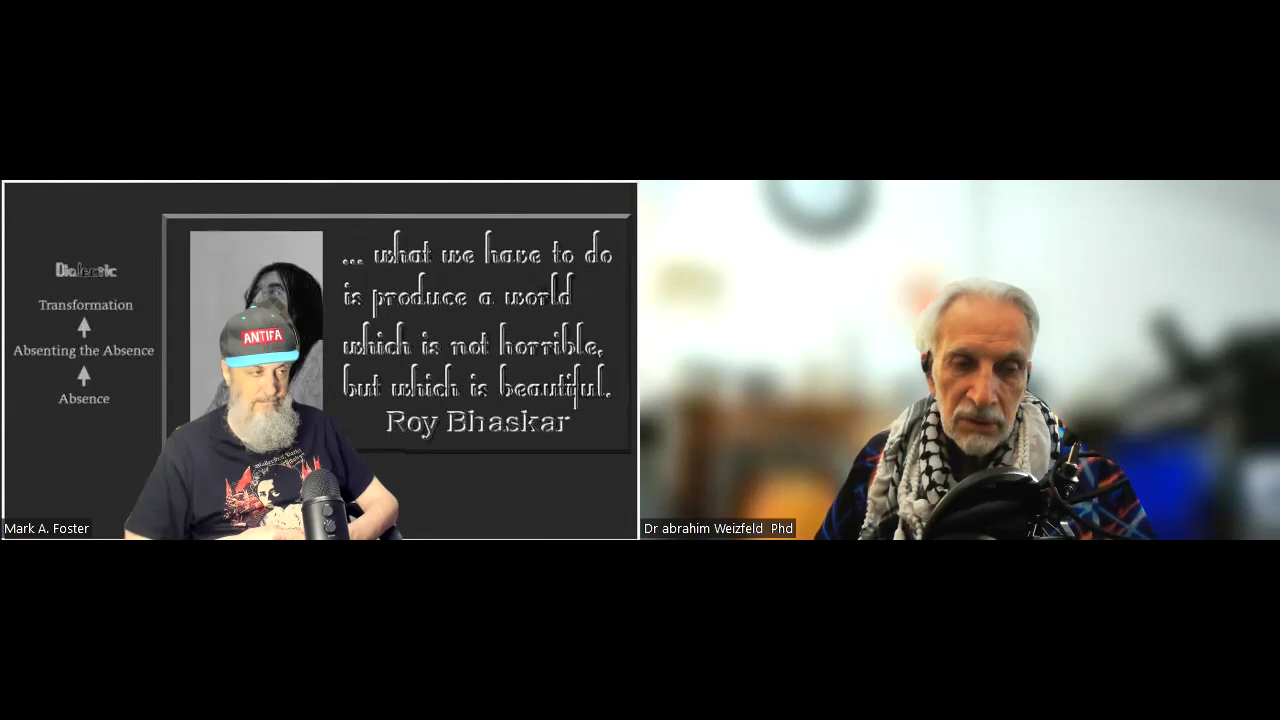 Dialectic
Transformation
Absenting the Absence
Absence
... what we have to do
is produce a world
which is not horrible,
but which is beautiful.
Roy Bhaskar
ANTIFA
Mark A. Foster
Dr abrahim Weizfeld  Phd